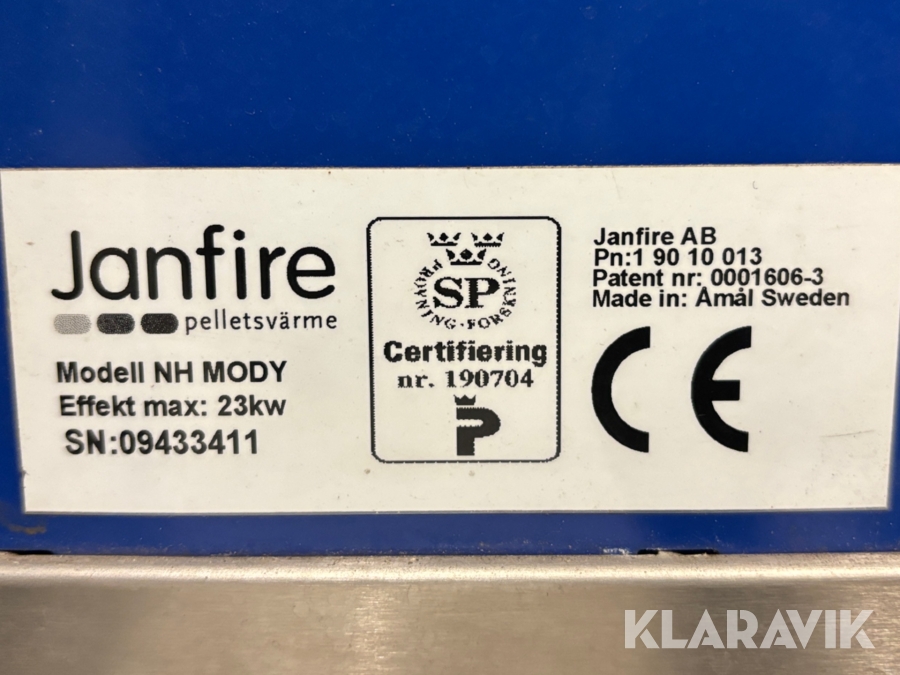 Janfire
pelletsvärme
Modell NH MODY
Effekt max: 23kw
SN:09433411
SP
PROVNING · FORSKNING
Certifiering
nr. 190704
P
Janfire AB
Pn:1 90 10 013
Patent nr: 0001606-3
Made in: Åmål Sweden
CE
KLARAVIK